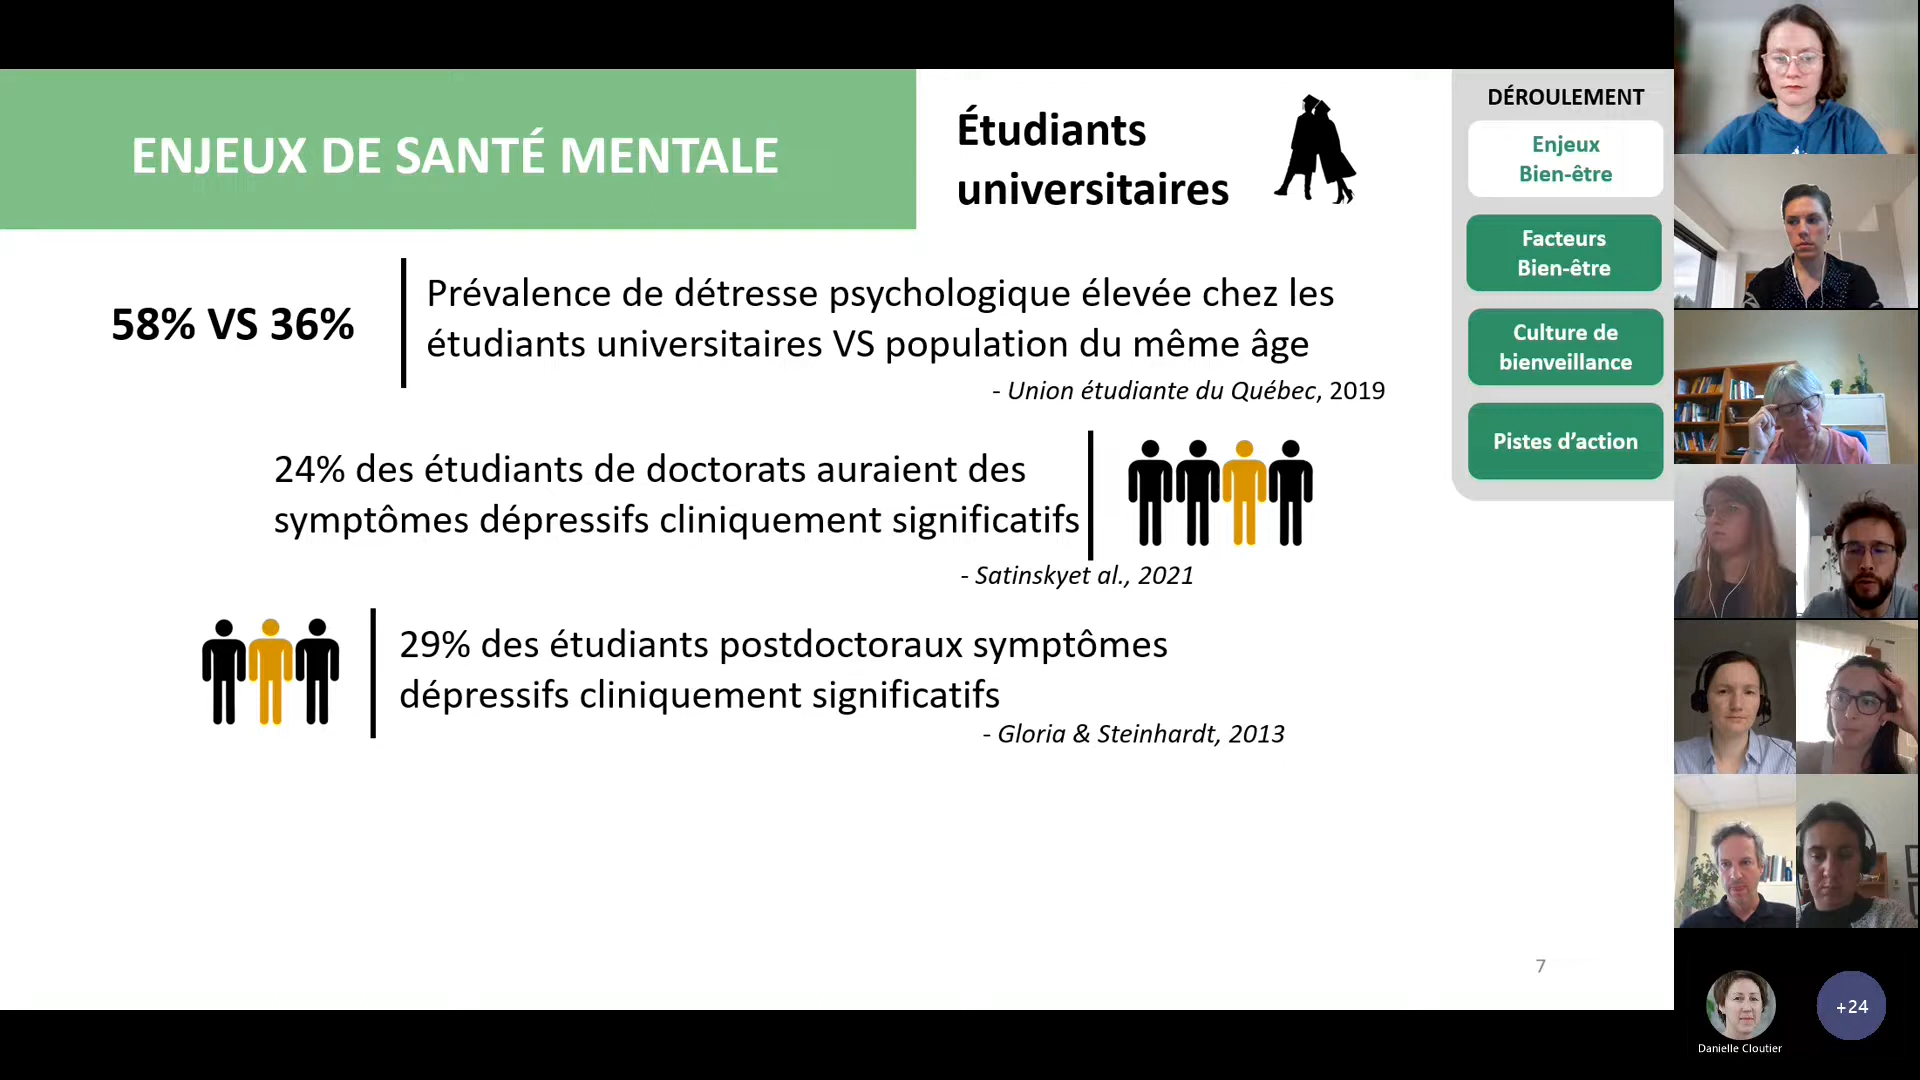 ENJEUX DE SANTÉ MENTALE
Étudiants
universitaires
58% VS 36%
Prévalence de détresse psychologique élevée chez les
étudiants universitaires VS population du même âge
- Union étudiante du Québec, 2019
24% des étudiants de doctorats auraient des
symptômes dépressifs cliniquement significatifs
- Satinskyet al., 2021
29% des étudiants postdoctoraux symptômes
dépressifs cliniquement significatifs
- Gloria & Steinhardt, 2013
7
DÉROULEMENT
Enjeux
Bien-être
Facteurs
Bien-être
Culture de
bienveillance
Pistes d’action
+24
Danielle Cloutier